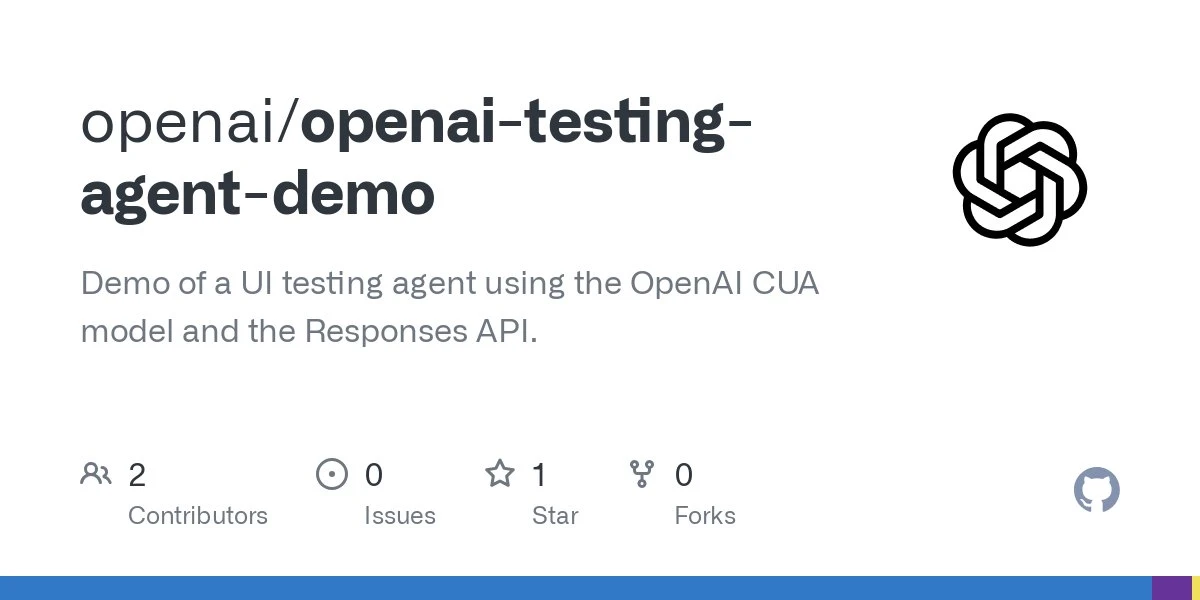 openai/openai-testing-
agent-demo
Demo of a UI testing agent using the OpenAI CUA
model and the Responses API.
2 0 1 0
Contributors Issues Star Forks